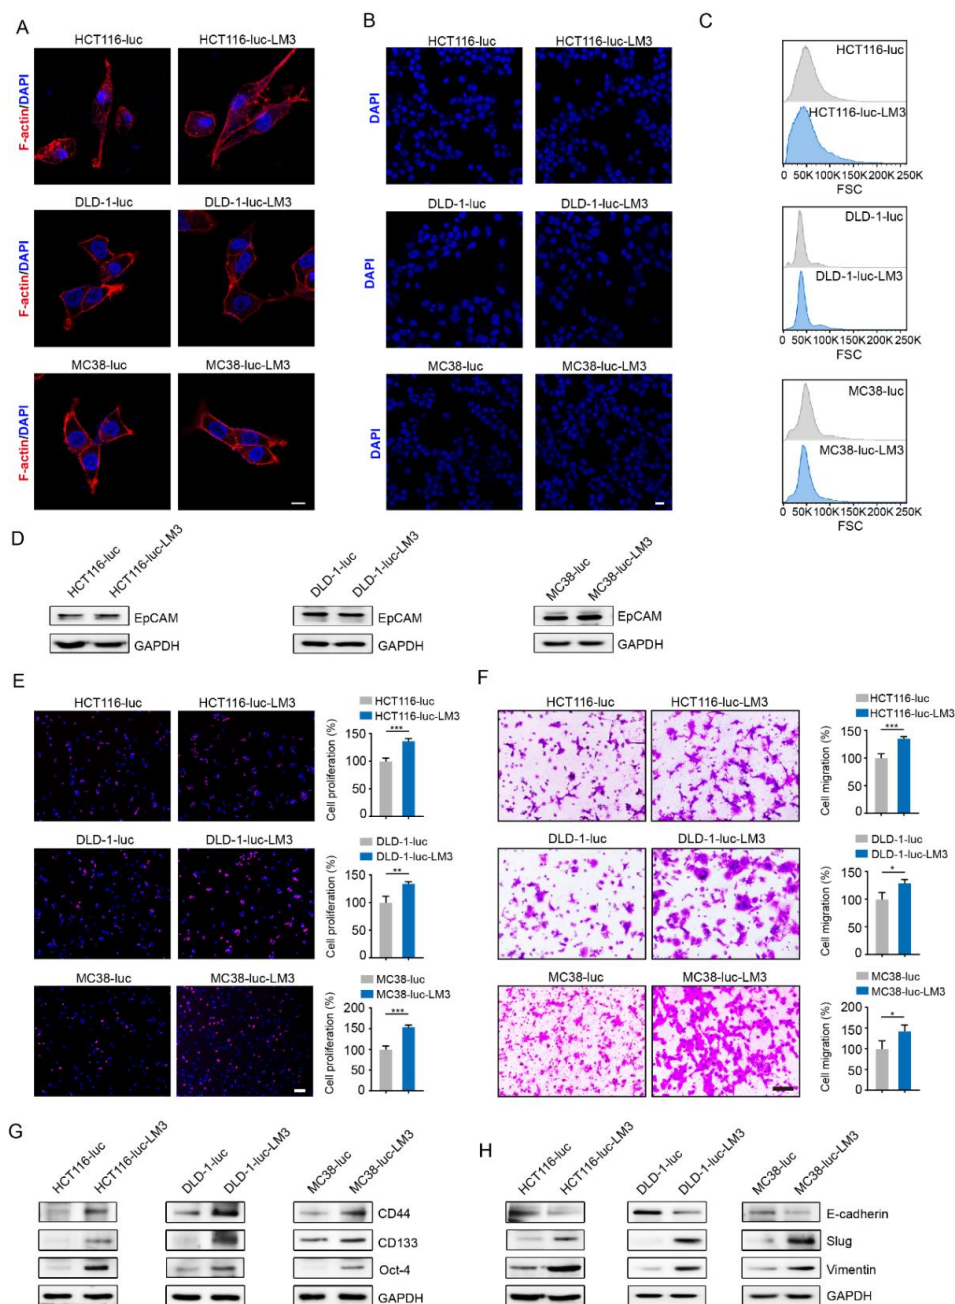 A
HCT116-luc
HCT116-luc-LM3
F-actin/DAPI
DLD-1-luc
DLD-1-luc-LM3
F-actin/DAPI
MC38-luc
MC38-luc-LM3
F-actin/DAPI
B
HCT116-luc
HCT116-luc-LM3
DAPI
DLD-1-luc
DLD-1-luc-LM3
DAPI
MC38-luc
MC38-luc-LM3
DAPI
C
HCT116-luc
HCT116-luc-LM3
0 50K 100K 150K 200K 250K
FSC
DLD-1-luc
DLD-1-luc-LM3
0 50K 100K 150K 200K 250K
FSC
MC38-luc
MC38-luc-LM3
0 50K 100K 150K 200K 250K
FSC
D
HCT116-luc
HCT116-luc-LM3
EpCAM
GAPDH
DLD-1-luc
DLD-1-luc-LM3
EpCAM
GAPDH
MC38-luc
MC38-luc-LM3
EpCAM
GAPDH
E
HCT116-luc
HCT116-luc-LM3
HCT116-luc
HCT116-luc-LM3
Cell proliferation (%)
150
100
50
0
***
DLD-1-luc
DLD-1-luc-LM3
DLD-1-luc
DLD-1-luc-LM3
Cell proliferation (%)
150
100
50
0
**
MC38-luc
MC38-luc-LM3
MC38-luc
MC38-luc-LM3
Cell proliferation (%)
200
150
100
50
0
***
F
HCT116-luc
HCT116-luc-LM3
HCT116-luc
HCT116-luc-LM3
Cell migration (%)
150
100
50
0
***
DLD-1-luc
DLD-1-luc-LM3
DLD-1-luc
DLD-1-luc-LM3
Cell migration (%)
150
100
50
0
*
MC38-luc
MC38-luc-LM3
MC38-luc
MC38-luc-LM3
Cell migration (%)
200
150
100
50
0
*
G
HCT116-luc
HCT116-luc-LM3
DLD-1-luc
DLD-1-luc-LM3
MC38-luc
MC38-luc-LM3
CD44
CD133
Oct-4
GAPDH
H
HCT116-luc
HCT116-luc-LM3
DLD-1-luc
DLD-1-luc-LM3
MC38-luc
MC38-luc-LM3
E-cadherin
Slug
Vimentin
GAPDH